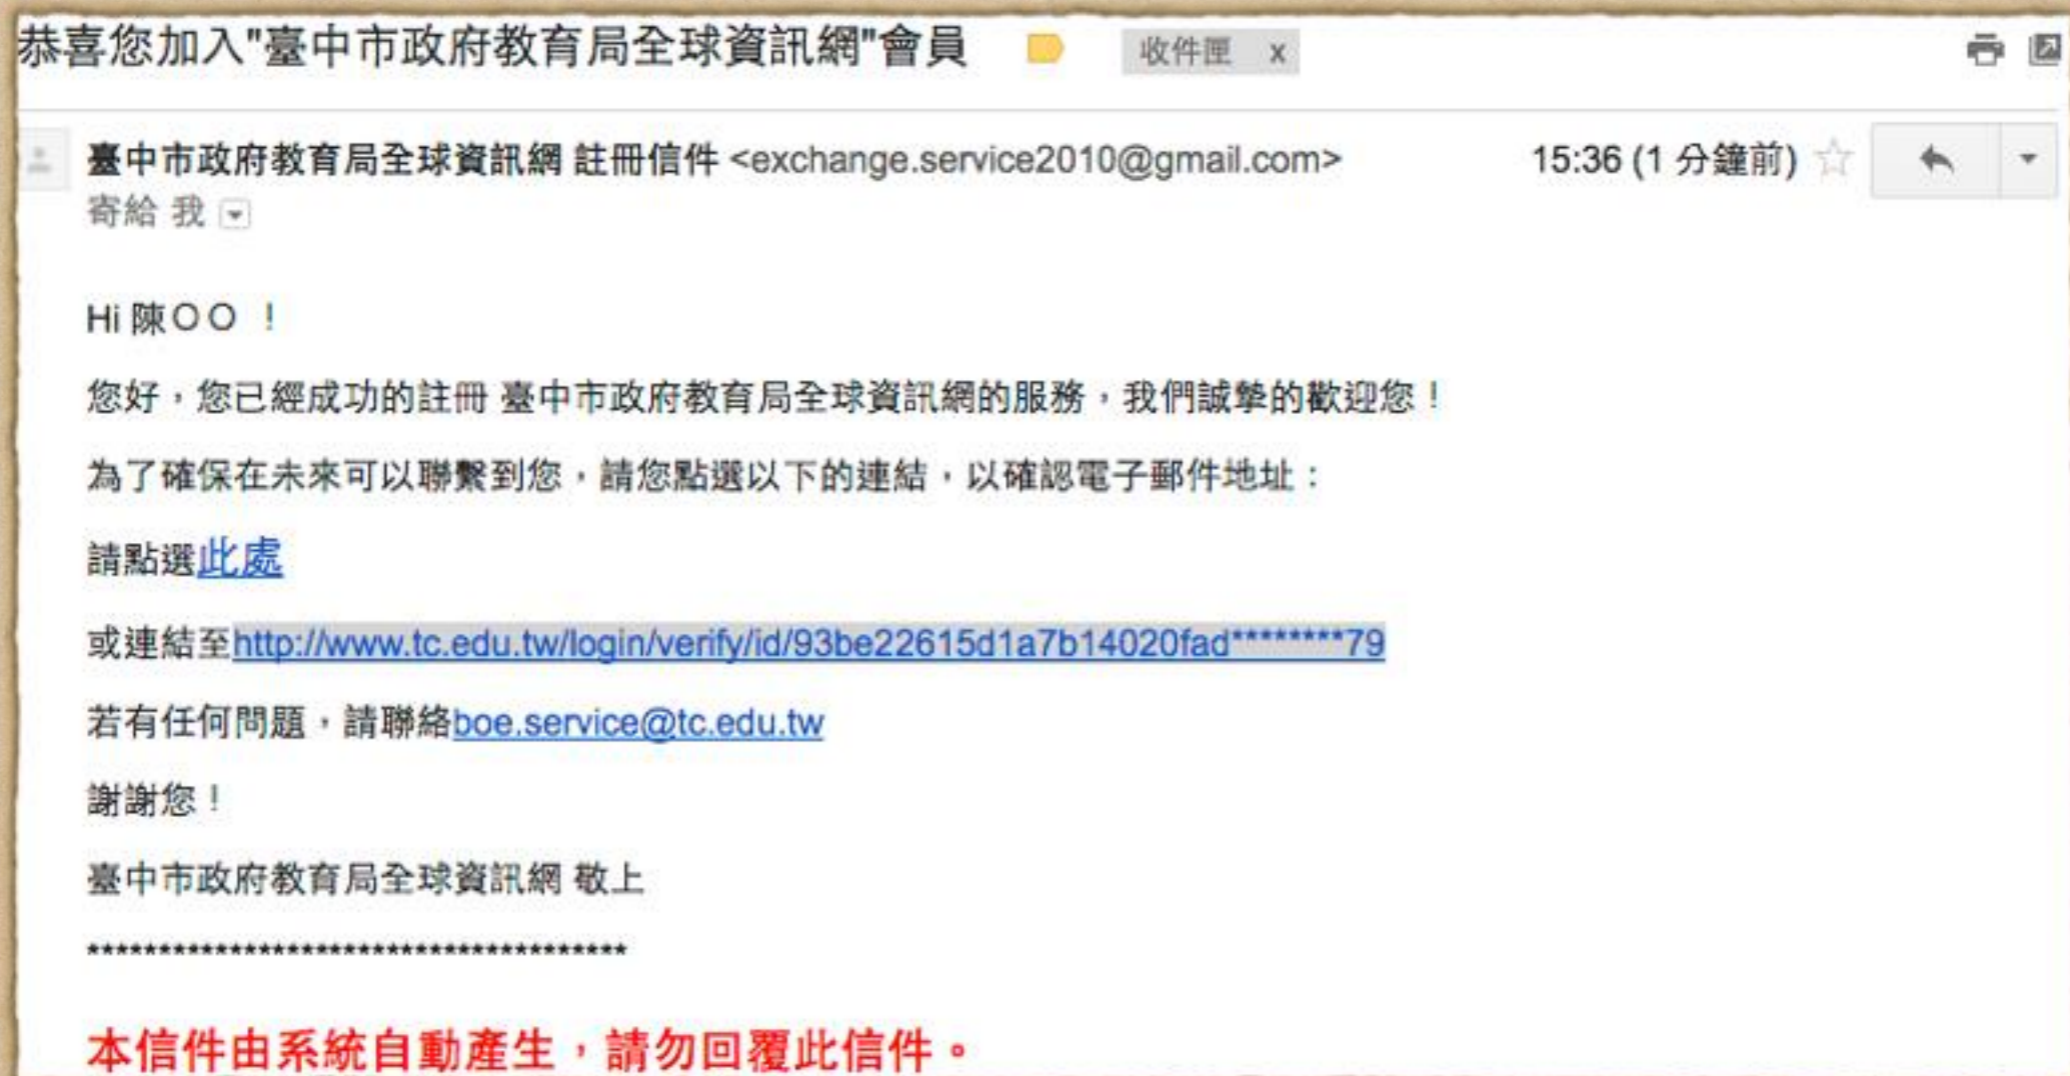 恭喜您加入"臺中市政府教育局全球資訊網"會員 收件匣 x
臺中市政府教育局全球資訊網 註冊信件 <exchange.service2010@gmail.com> 15:36 (1 分鐘前)
寄給 我
Hi 陳○○ ！
您好，您已經成功的註冊 臺中市政府教育局全球資訊網的服務，我們誠摯的歡迎您！
為了確保在未來可以聯繫到您，請您點選以下的連結，以確認電子郵件地址：
請點選此處
或連結至http://www.tc.edu.tw/login/verify/id/93be22615d1a7b14020fad********79
若有任何問題，請聯絡boe.service@tc.edu.tw
謝謝您！
臺中市政府教育局全球資訊網 敬上
***************************************
本信件由系統自動產生，請勿回覆此信件。